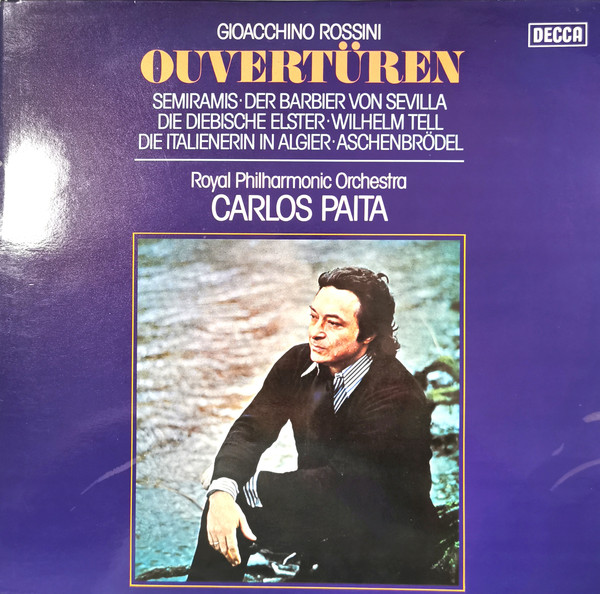 GIOACCHINO ROSSINI
DECCA
OUVERTÜREN
SEMIRAMIS · DER BARBIER VON SEVILLA
DIE DIEBISCHE ELSTER · WILHELM TELL
DIE ITALIENERIN IN ALGIER · ASCHENBRÖDEL
Royal Philharmonic Orchestra
CARLOS PAITA